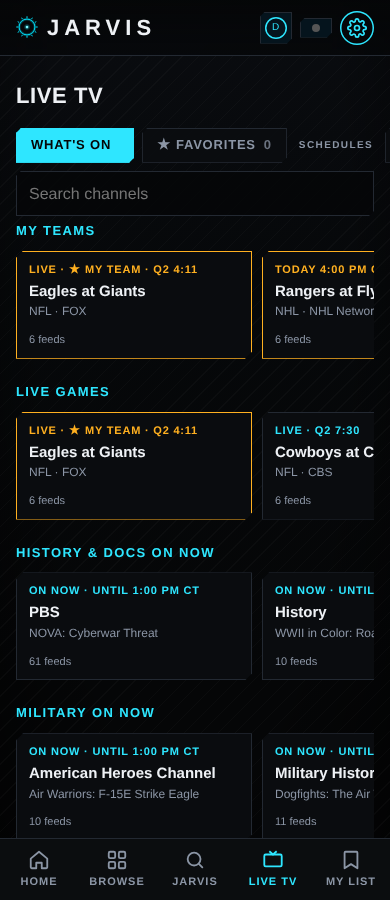 JARVIS
D
LIVE TV
WHAT'S ON
★ FAVORITES 0
SCHEDULES
Search channels
MY TEAMS
LIVE · ★ MY TEAM · Q2 4:11
Eagles at Giants
NFL · FOX
6 feeds
TODAY 4:00 PM
Rangers at Fly
NHL · NHL Networ
6 feeds
LIVE GAMES
LIVE · ★ MY TEAM · Q2 4:11
Eagles at Giants
NFL · FOX
6 feeds
LIVE · Q2 7:30
Cowboys at C
NFL · CBS
6 feeds
HISTORY & DOCS ON NOW
ON NOW · UNTIL 1:00 PM CT
PBS
NOVA: Cyberwar Threat
61 feeds
ON NOW · UNTIL
History
WWII in Color: Roa
10 feeds
MILITARY ON NOW
ON NOW · UNTIL 1:00 PM CT
American Heroes Channel
Air Warriors: F-15E Strike Eagle
10 feeds
ON NOW · UNTIL
Military Histor
Dogfights: The Air
11 feeds
HOME
BROWSE
JARVIS
LIVE TV
MY LIST